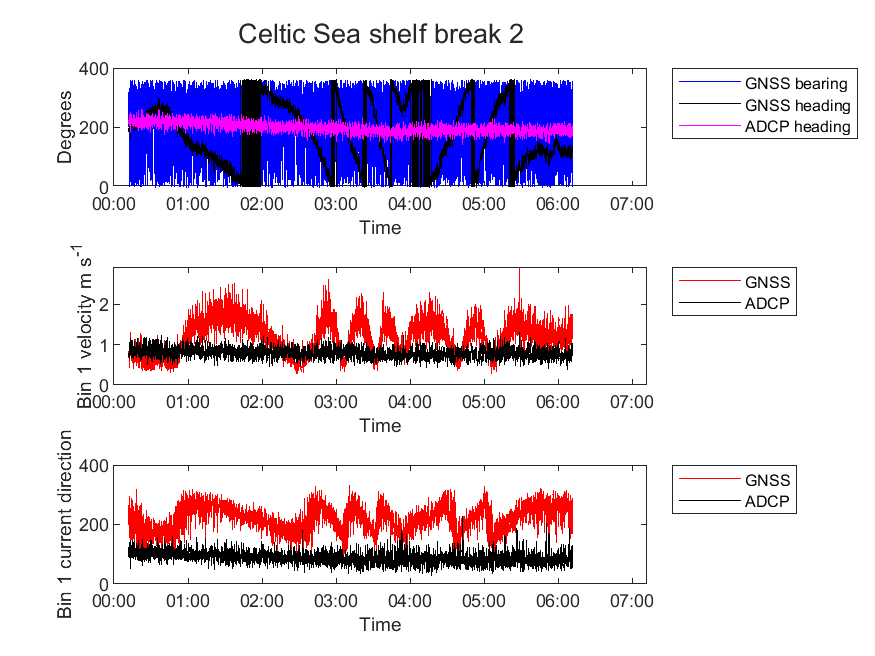 Celtic Sea shelf break 2
Degrees
400
200
0
00:00 01:00 02:00 03:00 04:00 05:00 06:00 07:00
Time
GNSS bearing
GNSS heading
ADCP heading
Bin 1 velocity m s-1
2
1
0
00:00 01:00 02:00 03:00 04:00 05:00 06:00 07:00
Time
GNSS
ADCP
Bin 1 current direction
400
200
0
00:00 01:00 02:00 03:00 04:00 05:00 06:00 07:00
Time
GNSS
ADCP